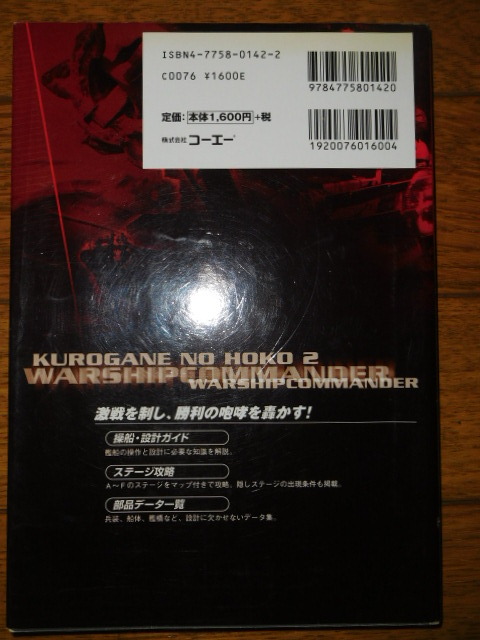 ISBN4-7758-0142-2
C0076 ¥1600E
9784775801420
定価:本体1,600円+税
株式会社 コーエー
1920076016004
KUROGANE NO HOKO 2
WARSHIPCOMMANDER
WARSHIPCOMMANDER
激戦を制し、勝利の咆哮を轟かす!
操船・設計ガイド
艦船の操作と設計に必要な知識を解説。
ステージ攻略
A〜Fのステージをマップ付きで攻略、隠しステージの出現条件も掲載。
部品データ一覧
兵装、船体、艦橋など、設計に欠かせないデータ集。